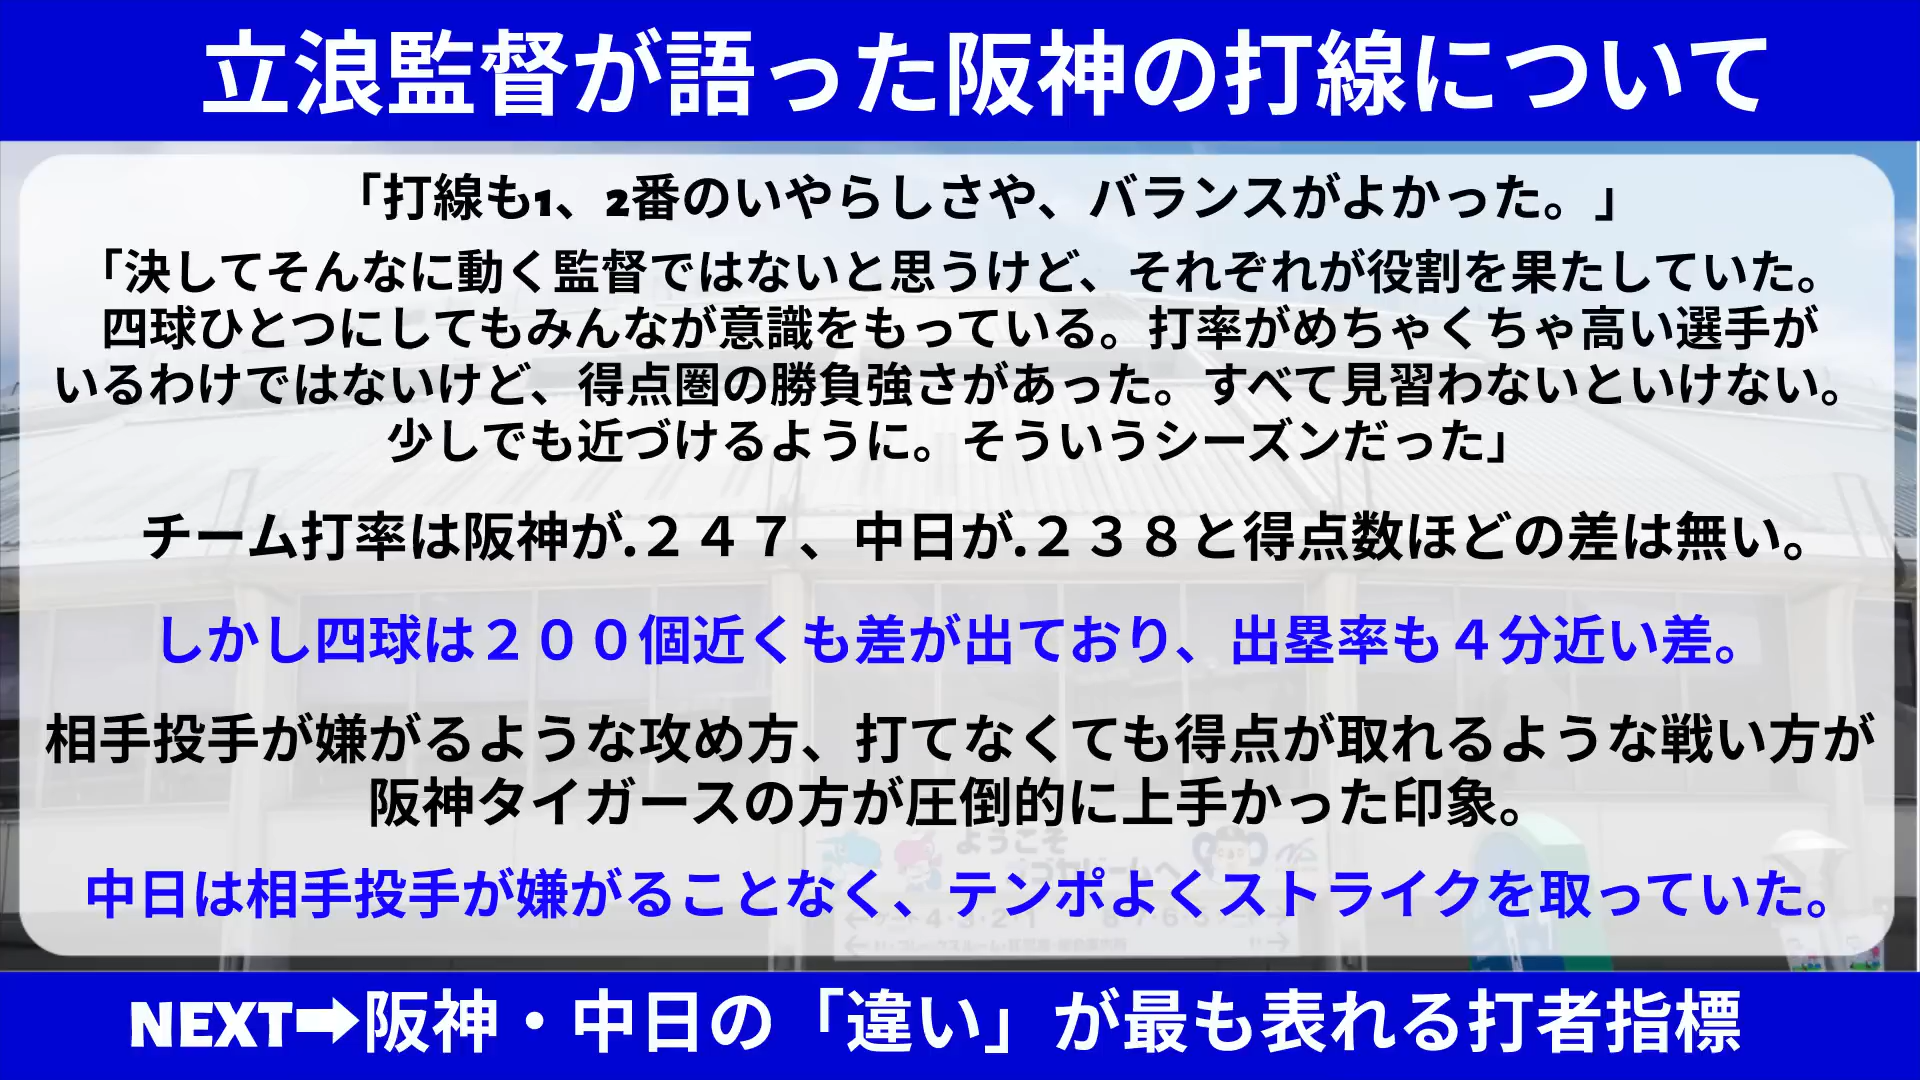 立浪監督が語った阪神の打線について
「打線も1、2番のいやらしさや、バランスがよかった。」
「決してそんなに動く監督ではないと思うけど、それぞれが役割を果たしていた。
四球ひとつにしてもみんなが意識をもっている。打率がめちゃくちゃ高い選手が
いるわけではないけど、得点圏の勝負強さがあった。すべて見習わないといけない。
少しでも近づけるように。そういうシーズンだった」
チーム打率は阪神が.２４７、中日が.２３８と得点数ほどの差は無い。
しかし四球は２００個近くも差が出ており、出塁率も４分近い差。
相手投手が嫌がるような攻め方、打てなくても得点が取れるような戦い方が
阪神タイガースの方が圧倒的に上手かった印象。
ようこそ
ナゴヤドームへ
中日は相手投手が嫌がることなく、テンポよくストライクを取っていた。
NEXT➡阪神・中日の「違い」が最も表れる打者指標